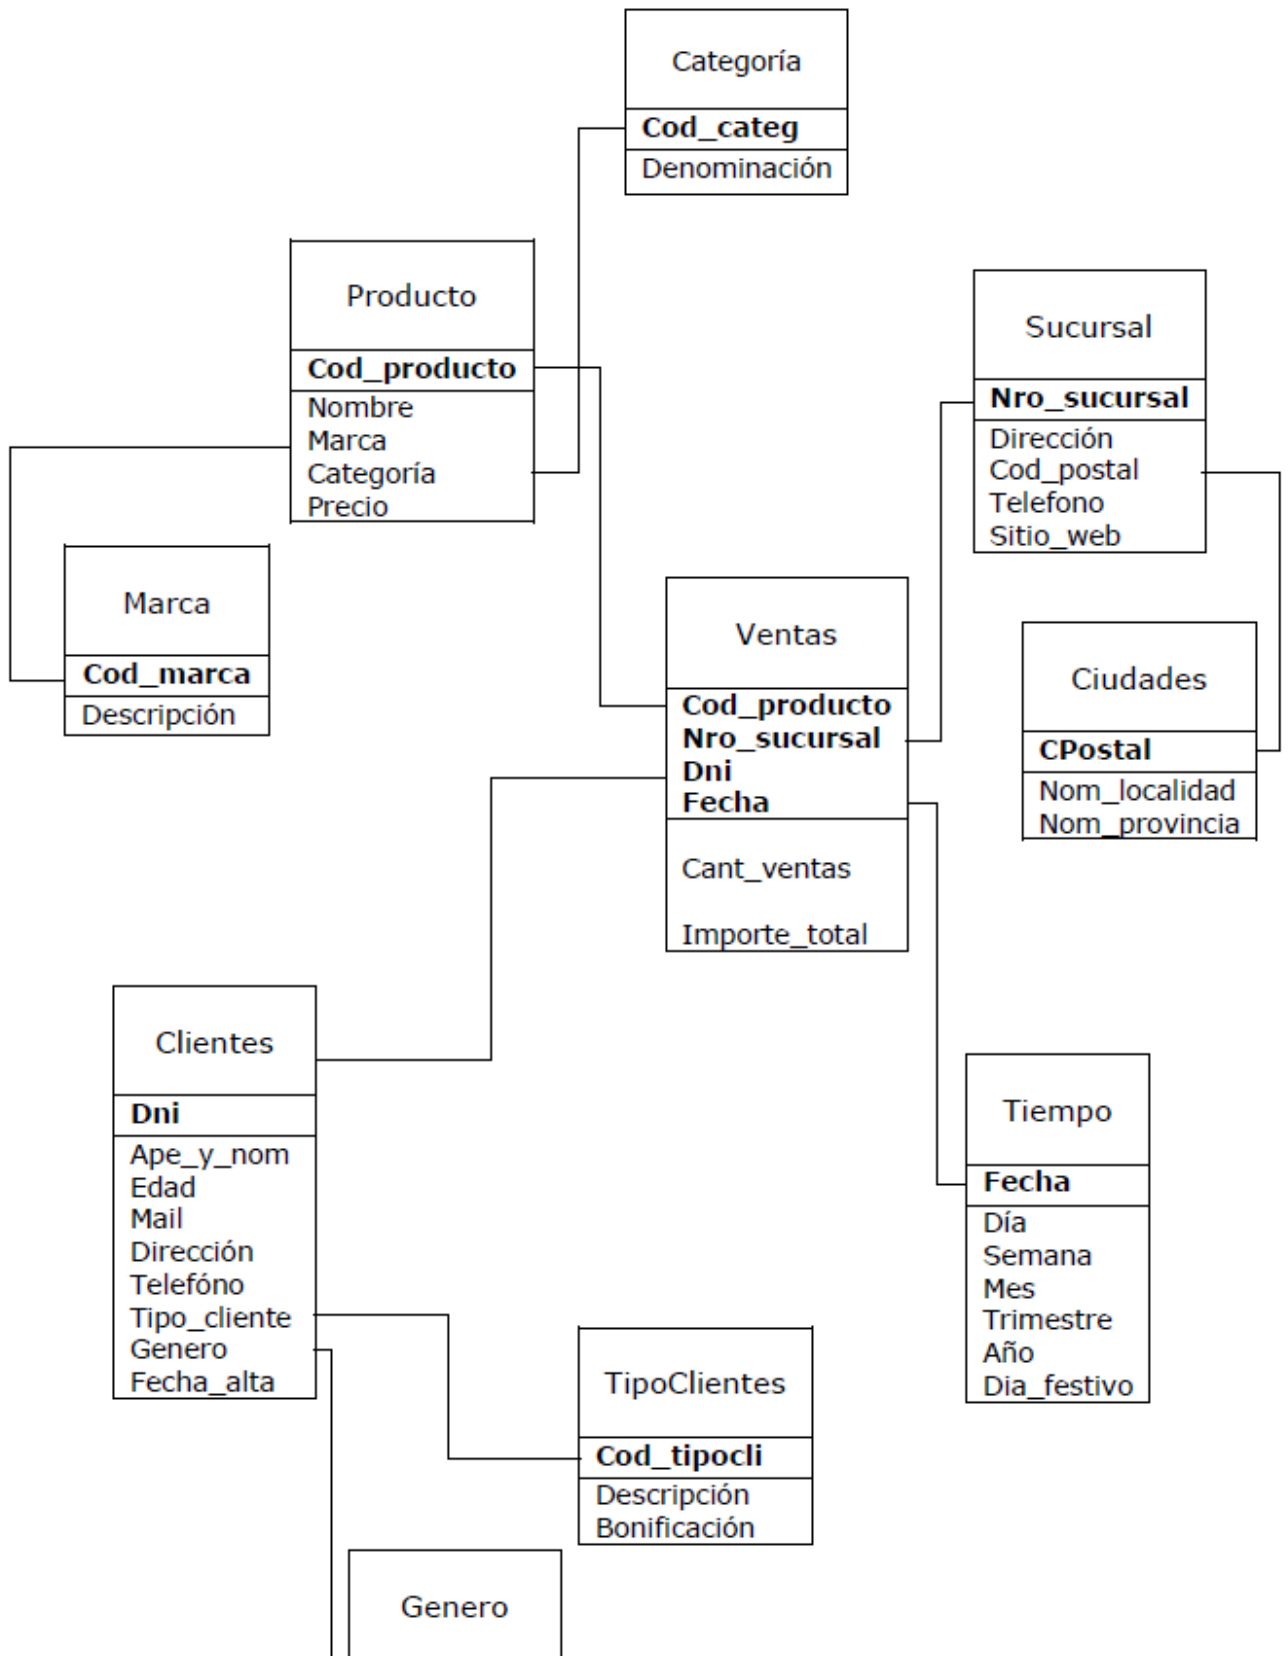 Categoría
Cod_categ
Denominación
Producto
Cod_producto
Nombre
Marca
Categoría
Precio
Sucursal
Nro_sucursal
Dirección
Cod_postal
Telefono
Sitio_web
Marca
Cod_marca
Descripción
Ventas
Cod_producto
Nro_sucursal
Dni
Fecha
Cant_ventas
Importe_total
Ciudades
CPostal
Nom_localidad
Nom_provincia
Clientes
Dni
Ape_y_nom
Edad
Mail
Dirección
Telefóno
Tipo_cliente
Genero
Fecha_alta
Tiempo
Fecha
Día
Semana
Mes
Trimestre
Año
Dia_festivo
TipoClientes
Cod_tipocli
Descripción
Bonificación
Genero